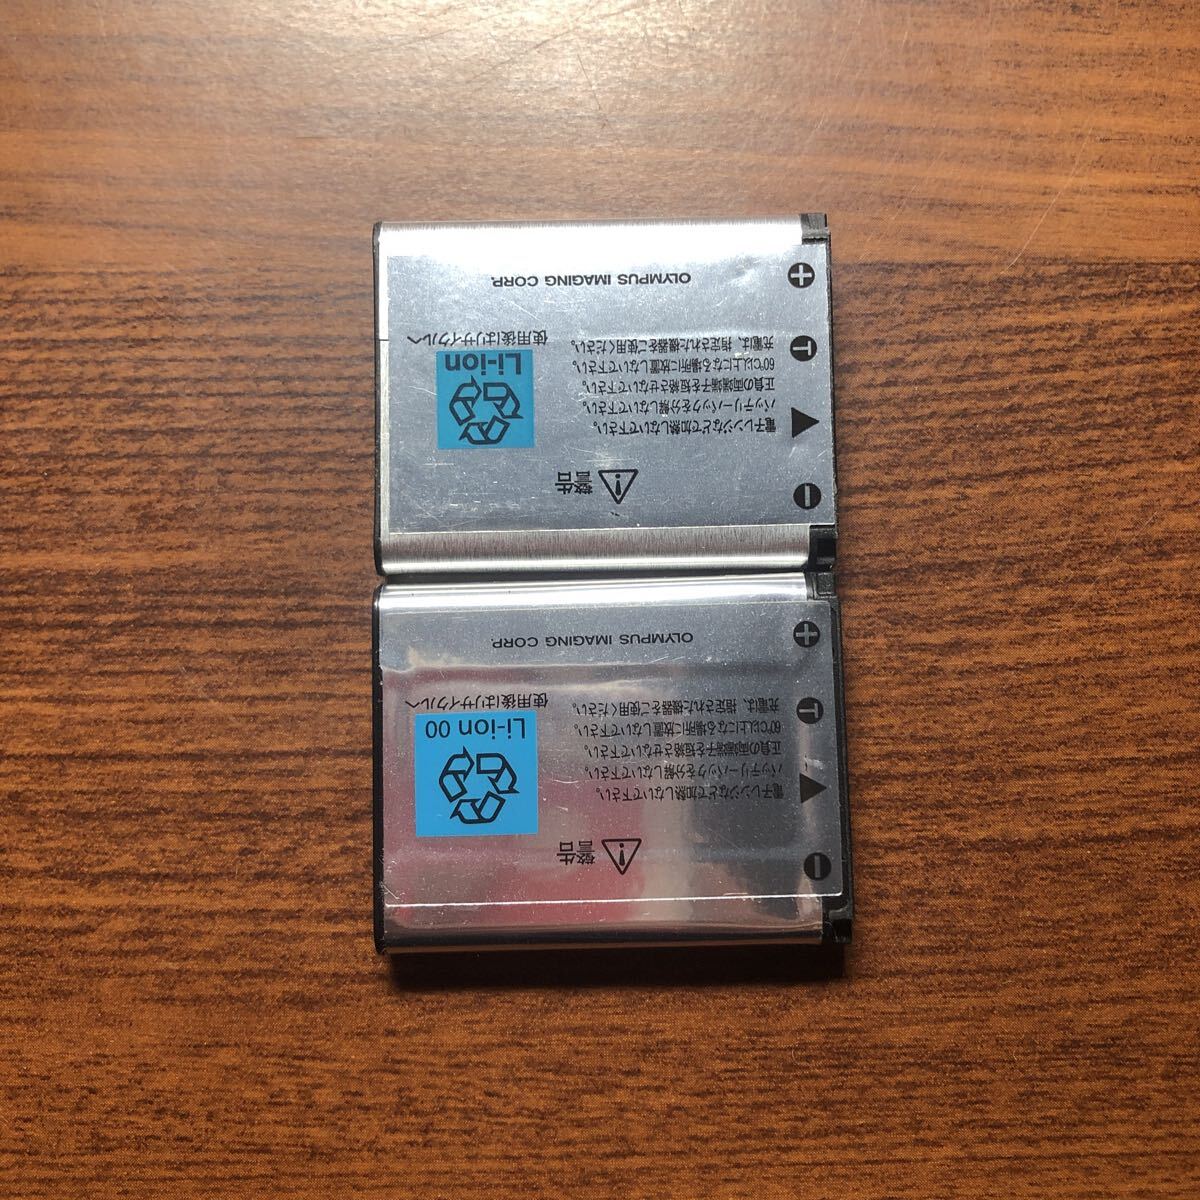 警告
電子レンジなどで加熱しないで下さい。
バッテリーパックを分解しないで下さい。
正負の両端子を短絡させないで下さい。
60℃以上になる場所に放置しないで下さい。
充電は、指定された機器をご使用ください。
Li-ion 00
使用後はリサイクルへ
T
OLYMPUS IMAGING CORP.
警告
電子レンジなどで加熱しないで下さい。
バッテリーパックを分解しないで下さい。
正負の両端子を短絡させないで下さい。
60℃以上になる場所に放置しないで下さい。
充電は、指定された機器をご使用ください。
Li-ion
使用後はリサイクルへ
T
OLYMPUS IMAGING CORP.